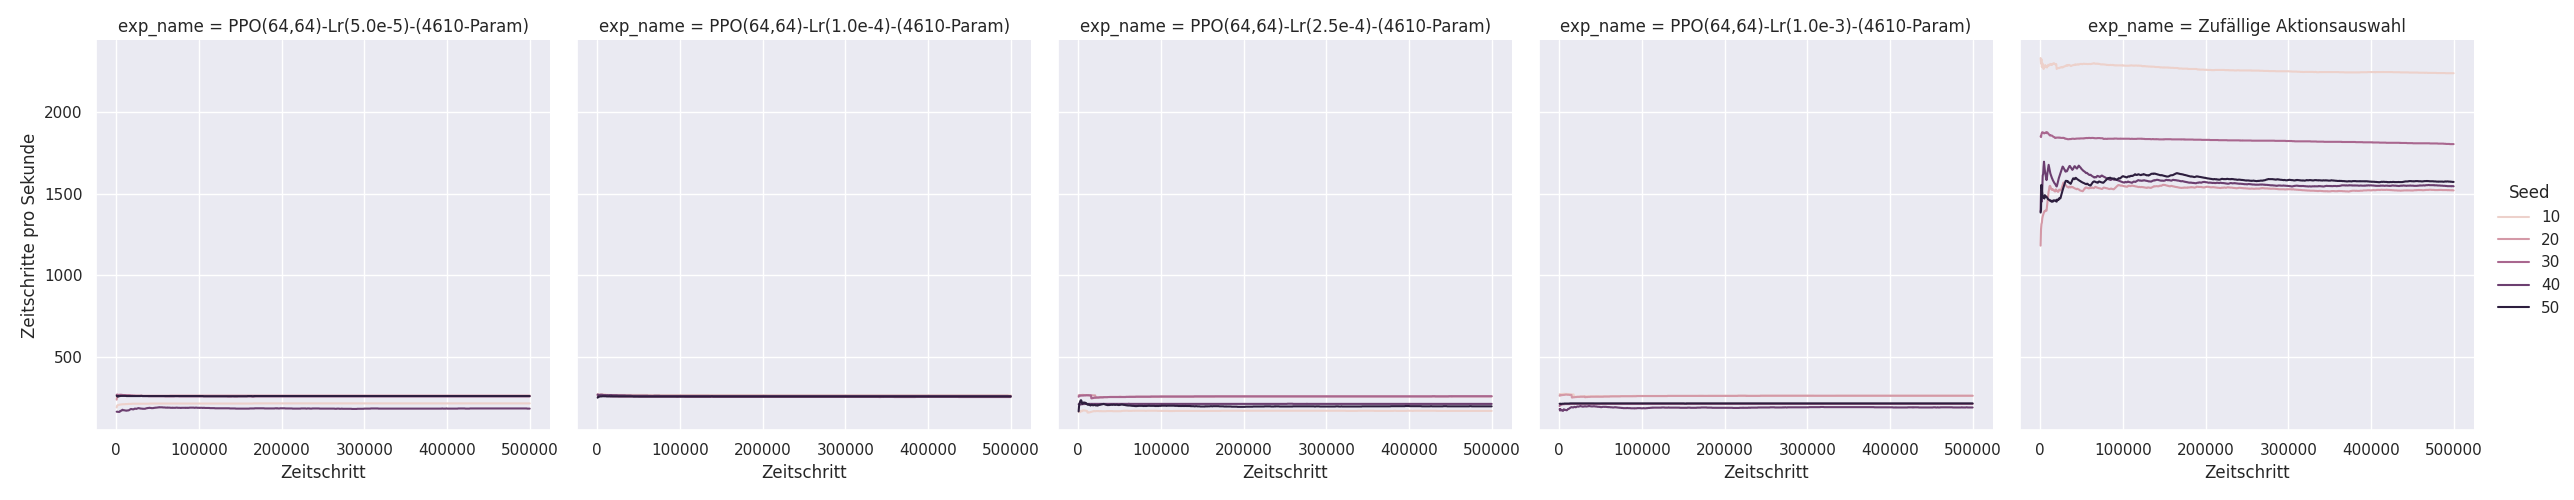 exp_name = PPO(64,64)-Lr(5.0e-5)-(4610-Param)
exp_name = PPO(64,64)-Lr(1.0e-4)-(4610-Param)
exp_name = PPO(64,64)-Lr(2.5e-4)-(4610-Param)
exp_name = PPO(64,64)-Lr(1.0e-3)-(4610-Param)
exp_name = Zufällige Aktionsauswahl
Zeitschritte pro Sekunde
2000
1500
1000
500
0 100000 200000 300000 400000 500000
Zeitschritt
0 100000 200000 300000 400000 500000
Zeitschritt
0 100000 200000 300000 400000 500000
Zeitschritt
0 100000 200000 300000 400000 500000
Zeitschritt
0 100000 200000 300000 400000 500000
Zeitschritt
Seed
10
20
30
40
50